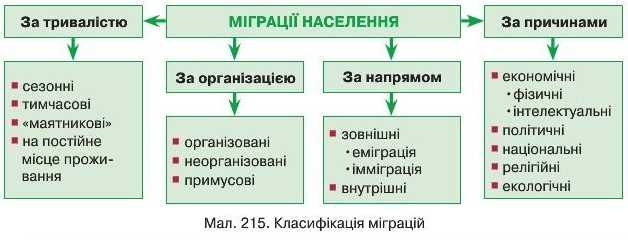 За тривалістю
МІГРАЦІЇ НАСЕЛЕННЯ
За причинами
сезонні
тимчасові
«маятникові»
на постійне
місце прожи-
вання
За організацією
організовані
неорганізовані
примусові
За напрямом
зовнішні
еміграція
імміграція
внутрішні
економічні
фізичні
інтелектуальні
політичні
національні
релігійні
екологічні
Мал. 215. Класифікація міграцій